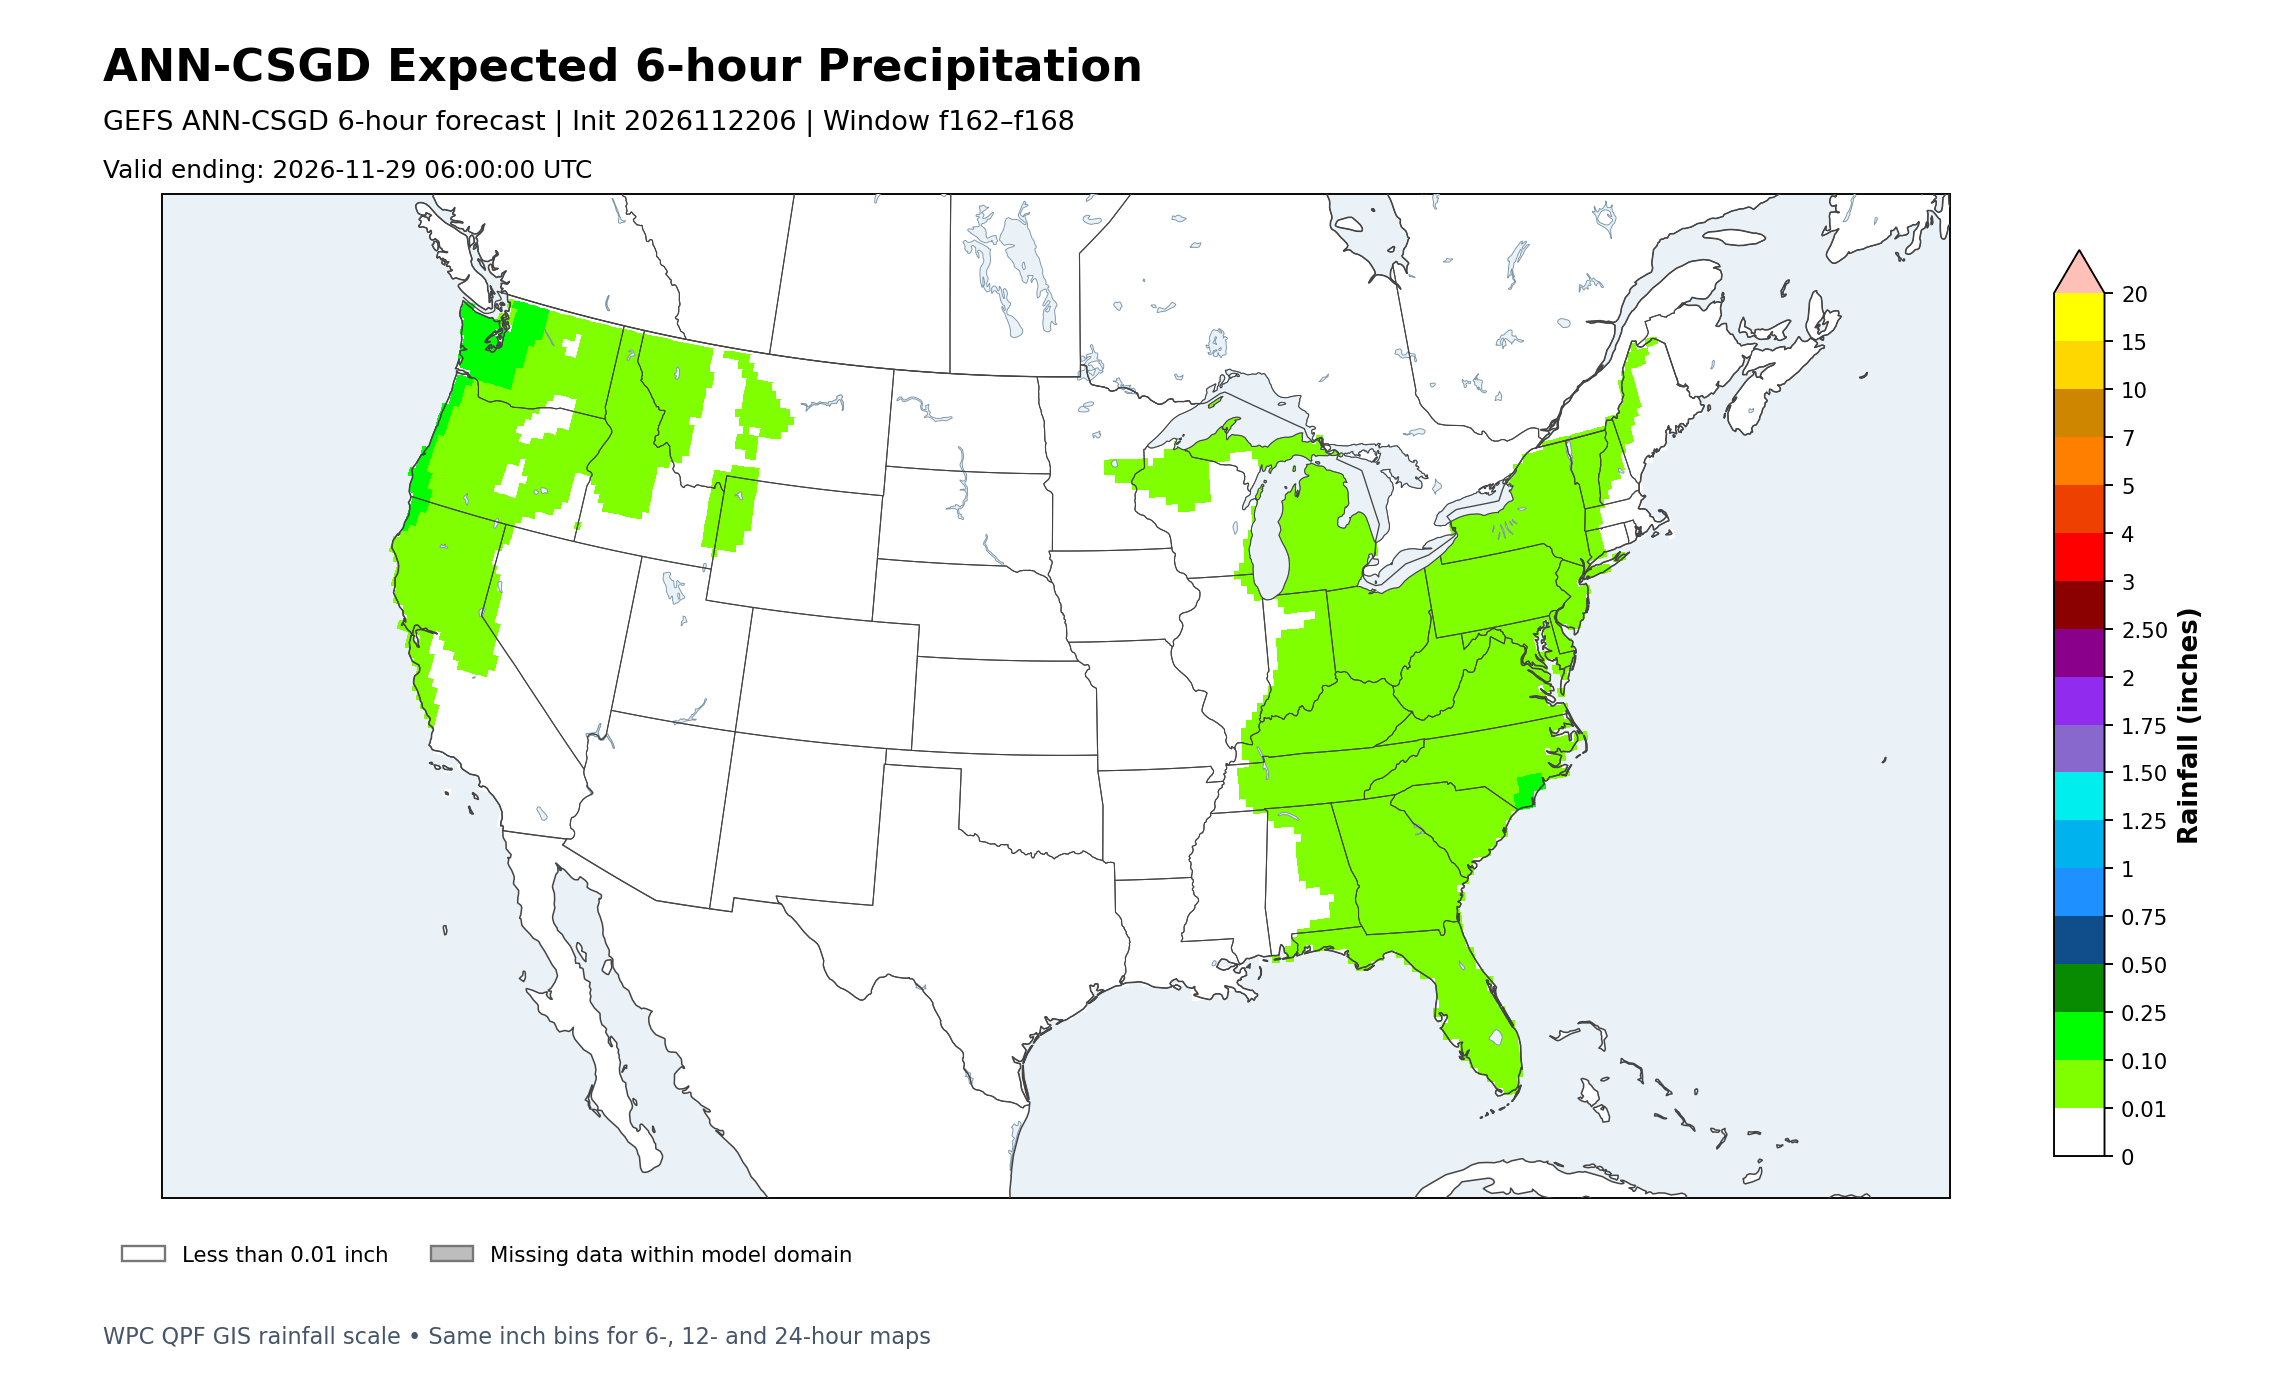 ANN-CSGD Expected 6-hour Precipitation
GEFS ANN-CSGD 6-hour forecast | Init 2026112206 | Window f162–f168
Valid ending: 2026-11-29 06:00:00 UTC
20
15
10
7
5
4
3
2.50
2
1.75
1.50
1.25
1
0.75
0.50
0.25
0.10
0.01
0
Rainfall (inches)
Less than 0.01 inch
Missing data within model domain
WPC QPF GIS rainfall scale • Same inch bins for 6-, 12- and 24-hour maps